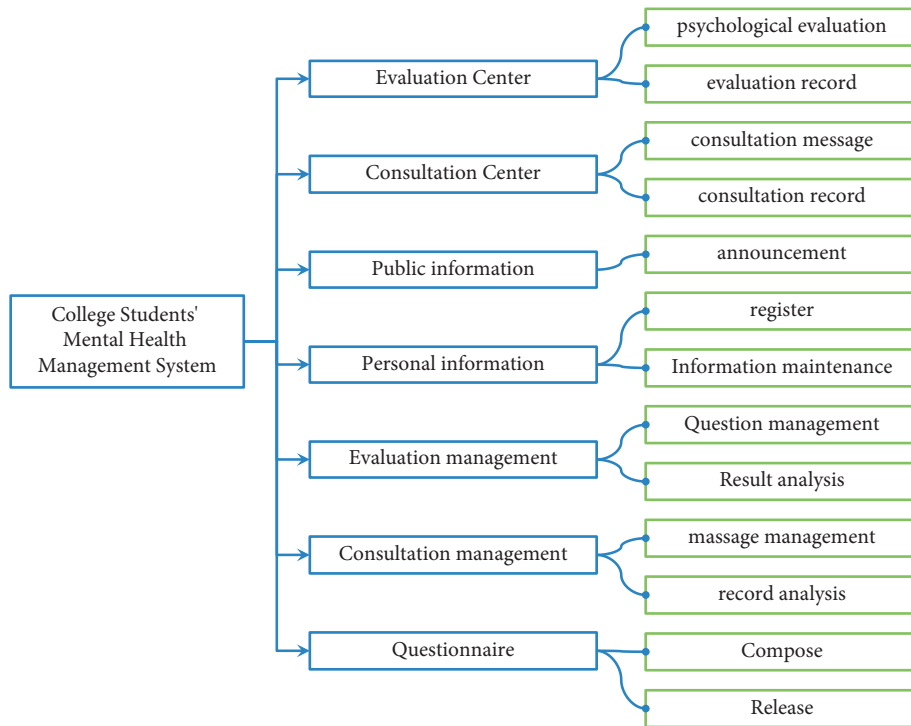 College Students'
Mental Health
Management System
Evaluation Center
psychological evaluation
evaluation record
Consultation Center
consultation message
consultation record
Public information
announcement
Personal information
register
Information maintenance
Evaluation management
Question management
Result analysis
Consultation management
massage management
record analysis
Questionnaire
Compose
Release